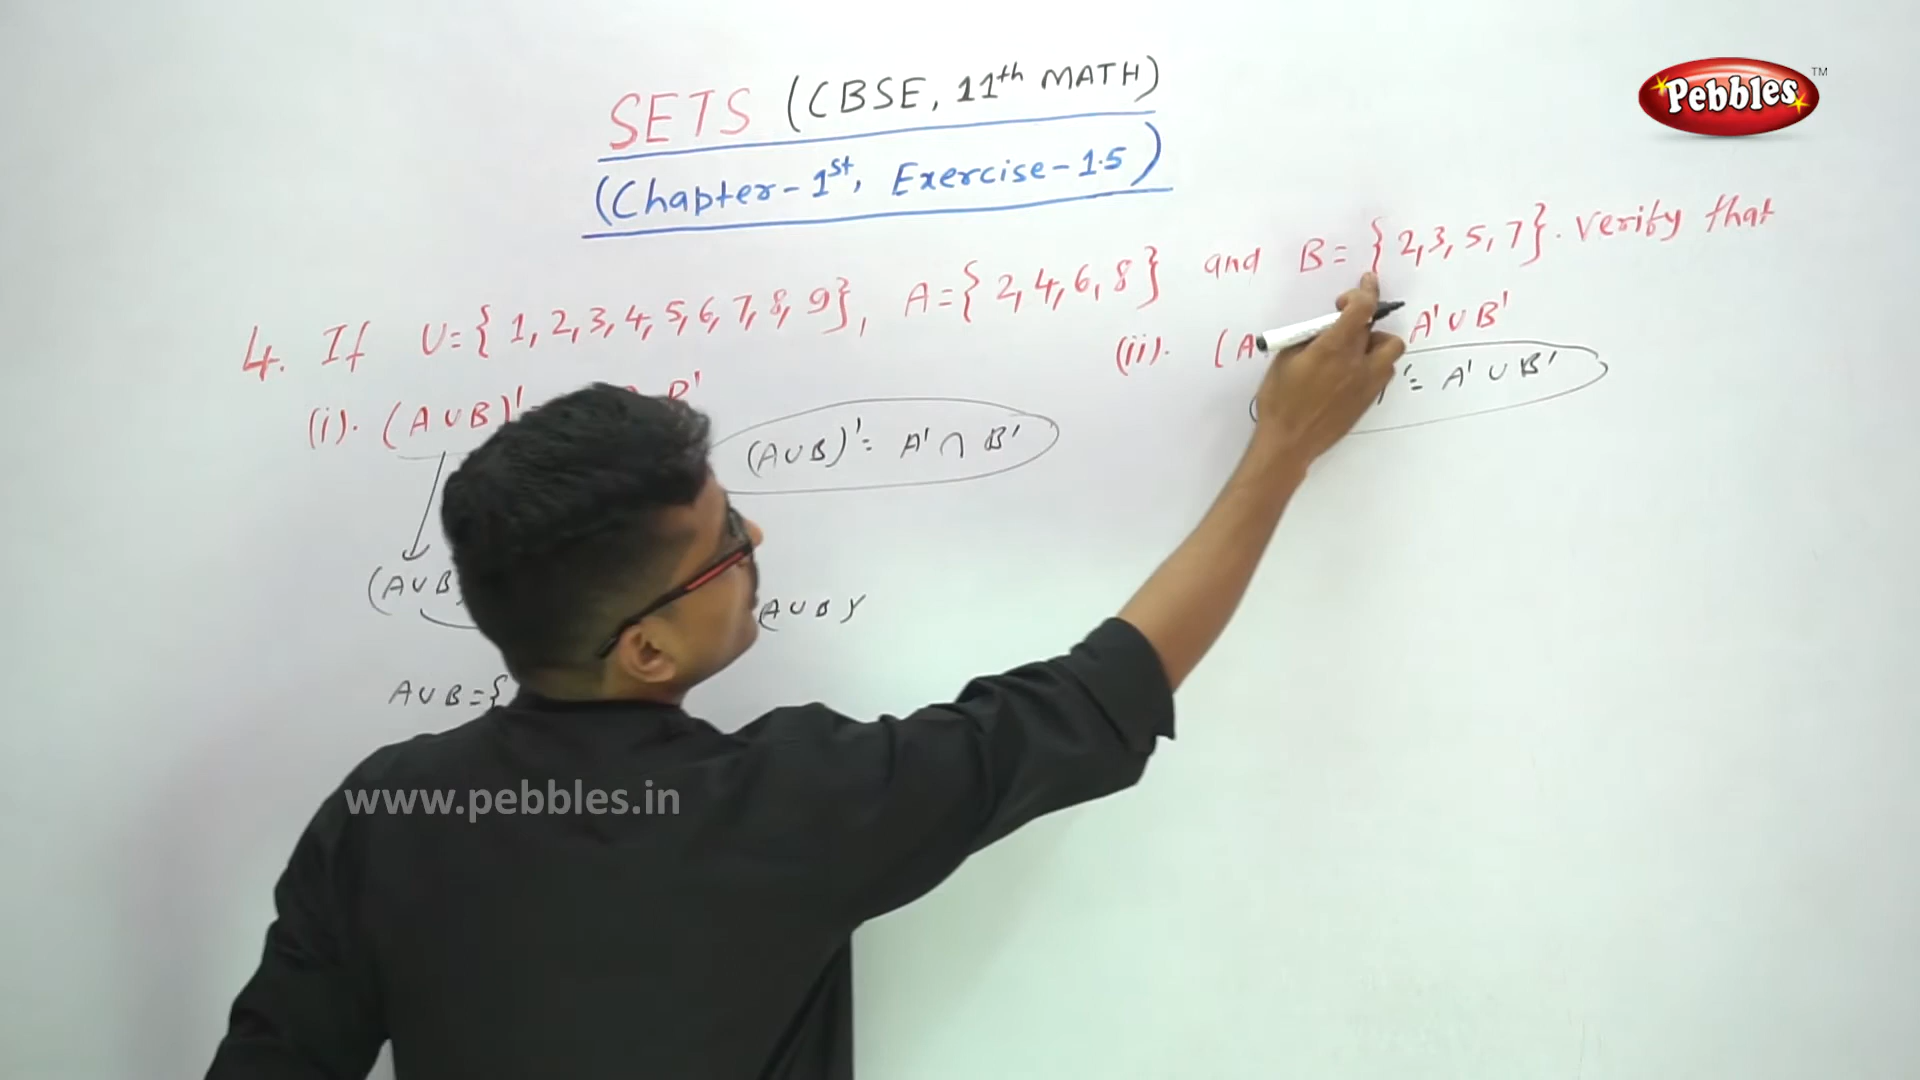 Pebbles TM
SETS (CBSE, 11th MATH)
(Chapter-1st, Exercise-1.5)
4. If U={1,2,3,4,5,6,7,8,9}, A={2,4,6,8} and B={2,3,5,7}. Verify that
(i). (A∪B)' B'
(ii). (A A'∪B'
(A∪B)'= A'∩B'
'= A'∪B'
(A∪B
A∪B)'
A∪B={
www.pebbles.in